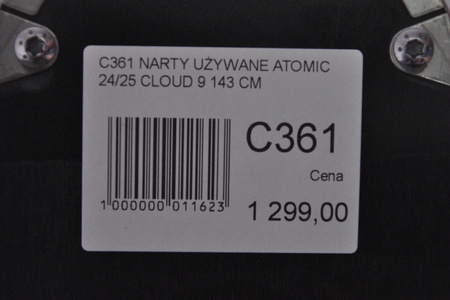 C361 NARTY UŻYWANE ATOMIC
24/25 CLOUD 9 143 CM
C361
Cena
1 299,00
1 000000 011623